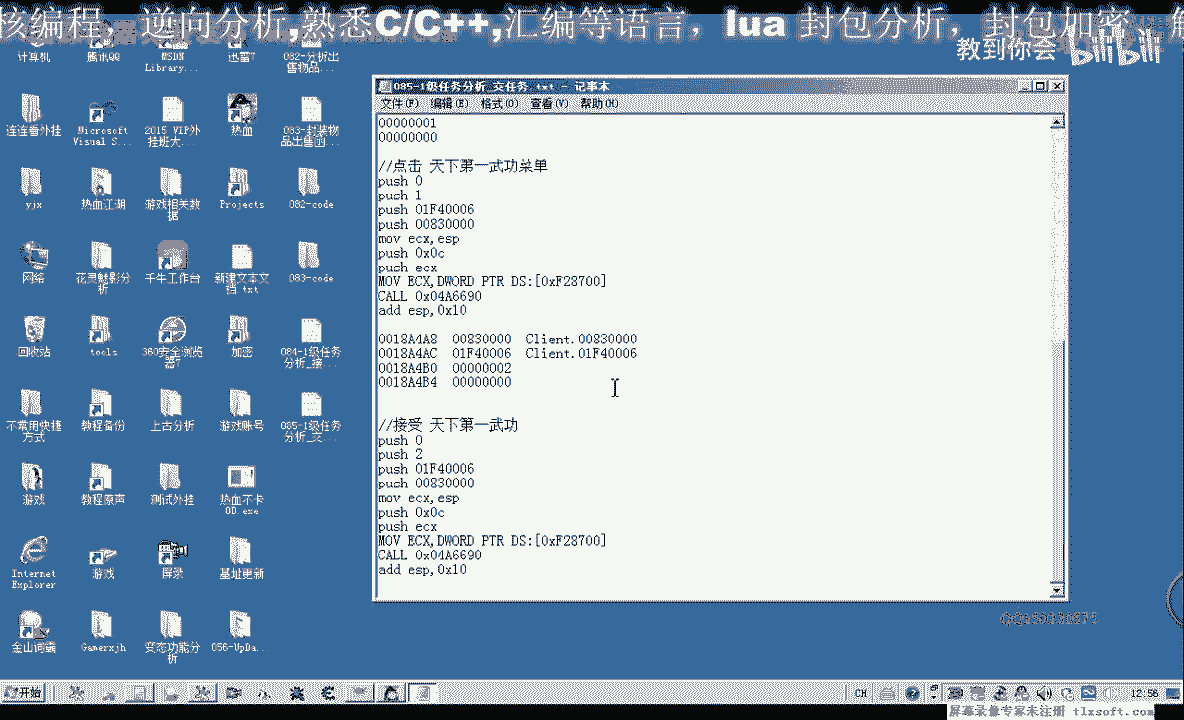 核编程，逆向分析,熟悉C/C++,汇编等语言，lua 封包分析，封包加密
教到你会 bilibili
计算机
腾讯QQ
MSDN Library...
迅雷7
082-分析出售物品...
连连看外挂
Microsoft Visual S...
2015 VIP外挂班大...
热血
083-封装物品出售函...
yjx
热血江湖
游戏相关数据
Projects
082-code
网络
花灵魅影分析
千牛工作台
新建文本文档.txt
083-code
回收站
tools
360安全浏览器7
加密
084-1级任务分析_接...
不常用快捷方式
教程备份
上古分析
游戏账号
085-1级任务分析_交...
游戏
教程原声
测试外挂
热血不卡OD.exe
Internet Explorer
游戏
屏录
基址更新
金山词霸
Gamerxjh
变态功能分析
056-UpDa...
085-1级任务分析_交任务.txt - 记事本
文件(F) 编辑(E) 格式(O) 查看(V) 帮助(H)
00000001
00000000
//点击 天下第一武功菜单
push 0
push 1
push 01F40006
push 00830000
mov ecx,esp
push 0x0c
push ecx
MOV ECX,DWORD PTR DS:[0xF28700]
CALL 0x04A6690
add esp,0x10
0018A4A8  00830000  Client.00830000
0018A4AC  01F40006  Client.01F40006
0018A4B0  00000002
0018A4B4  00000000
//接受 天下第一武功
push 0
push 2
push 01F40006
push 00830000
mov ecx,esp
push 0x0c
push ecx
MOV ECX,DWORD PTR DS:[0xF28700]
CALL 0x04A6690
add esp,0x10
开始
CH
12:56
屏幕录像专家未注册 tlxsoft.com